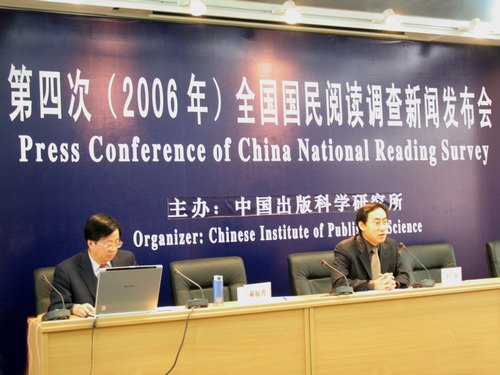 第四次（2006年）全国国民阅读调查新闻发布会
Press Conference of China National Reading Survey
主办：中国出版科学研究所
Organizer: Chinese Institute of Publi Science